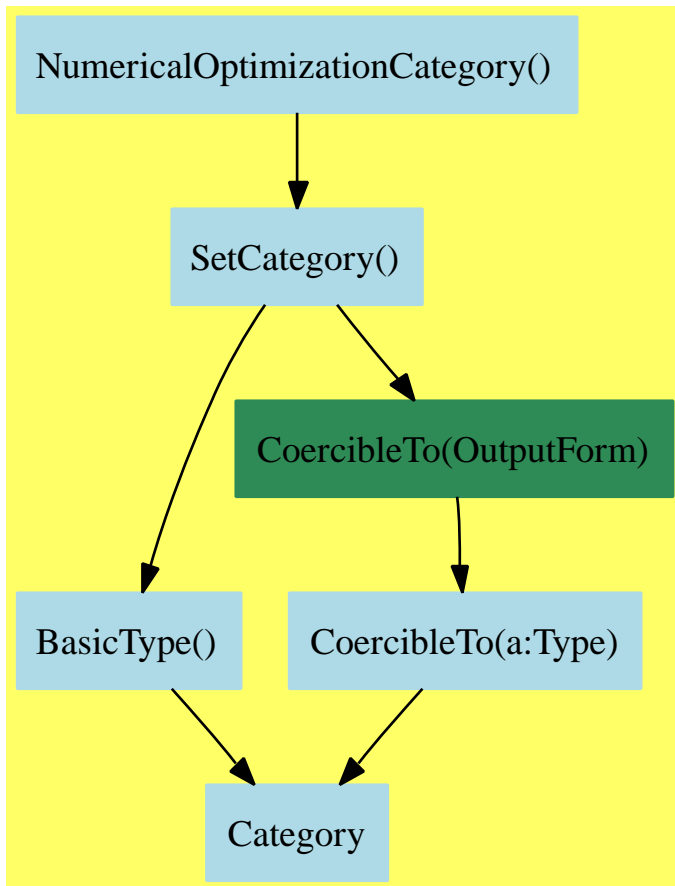 NumericalOptimizationCategory()
SetCategory()
CoercibleTo(OutputForm)
BasicType()
CoercibleTo(a:Type)
Category